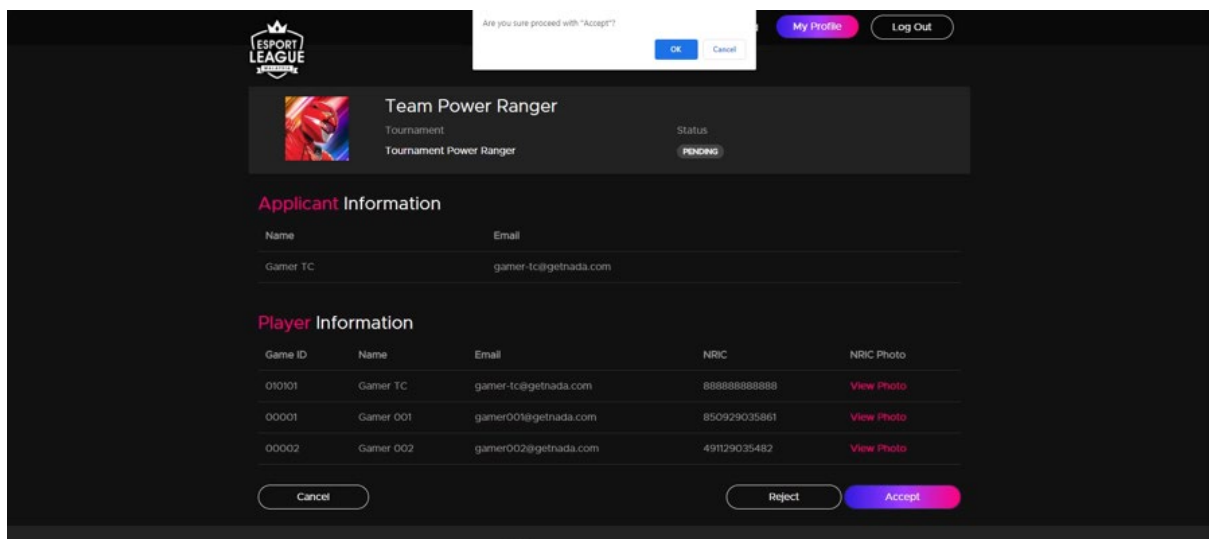 Are you sure proceed with "Accept"?
OK Cancel
My Profile Log Out
ESPORT
LEAGUE
MALAYSIA
Team Power Ranger
Tournament Status
Tournament Power Ranger PENDING
Applicant Information
Name Email
Gamer TC gamer-tc@getnada.com
Player Information
Game ID Name Email NRIC NRIC Photo
010101 Gamer TC gamer-tc@getnada.com 888888888888 View Photo
00001 Gamer 001 gamer001@getnada.com 850929035861 View Photo
00002 Gamer 002 gamer002@getnada.com 491129035482 View Photo
Cancel Reject Accept